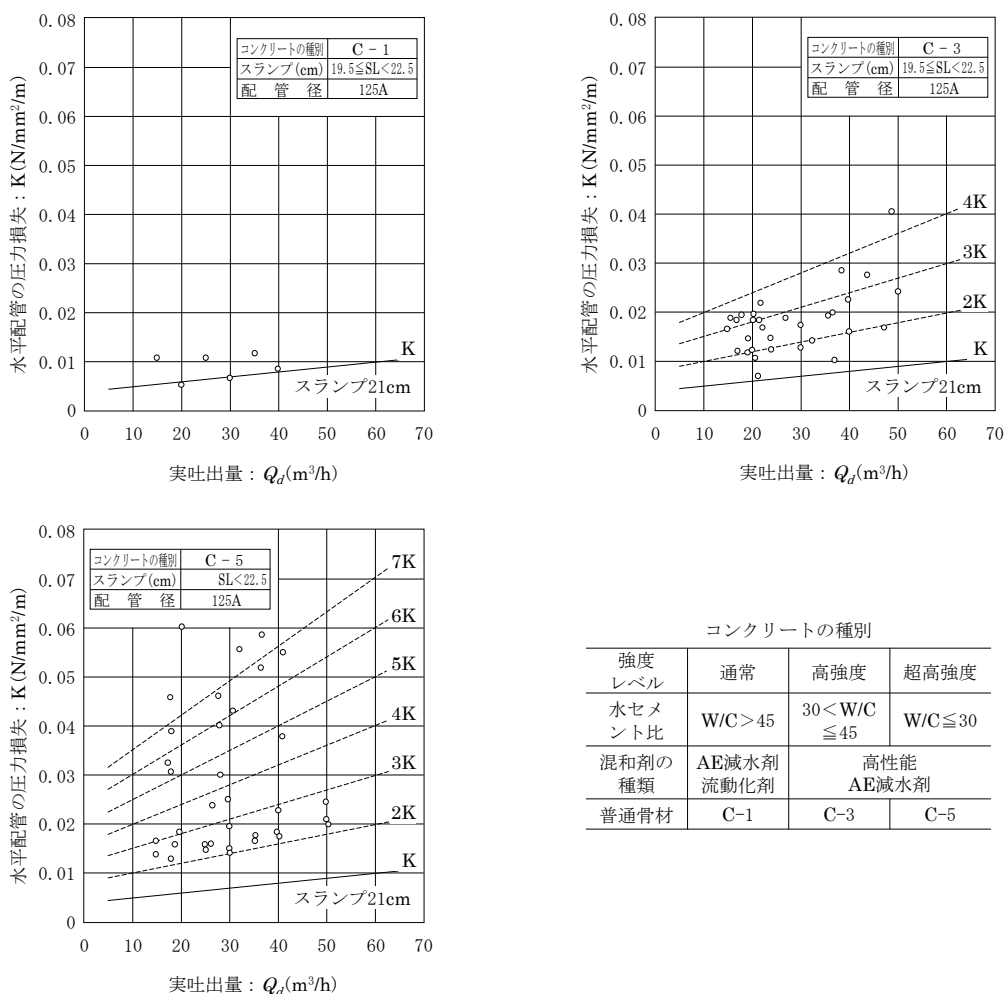 0.08
0.07
0.06
0.05
0.04
0.03
0.02
0.01
0
水平配管の圧力損失：K(N/mm²/m)
コンクリートの種別 C-1
スランプ(cm) 19.5≦SL<22.5
配管径 125A
K
スランプ21cm
0 10 20 30 40 50 60 70
実吐出量：Qd(m³/h)
0.08
0.07
0.06
0.05
0.04
0.03
0.02
0.01
0
水平配管の圧力損失：K(N/mm²/m)
コンクリートの種別 C-3
スランプ(cm) 19.5≦SL<22.5
配管径 125A
4K
3K
2K
K
スランプ21cm
0 10 20 30 40 50 60 70
実吐出量：Qd(m³/h)
0.08
0.07
0.06
0.05
0.04
0.03
0.02
0.01
0
水平配管の圧力損失：K(N/mm²/m)
コンクリートの種別 C-5
スランプ(cm) SL<22.5
配管径 125A
7K
6K
5K
4K
3K
2K
K
スランプ21cm
0 10 20 30 40 50 60 70
実吐出量：Qd(m³/h)
コンクリートの種別
強度
レベル
通常
高強度
超高強度
水セメ
ント比
W/C>45
30<W/C
≦45
W/C≦30
混和剤の
種類
AE減水剤
流動化剤
高性能
AE減水剤
普通骨材 C-1 C-3 C-5